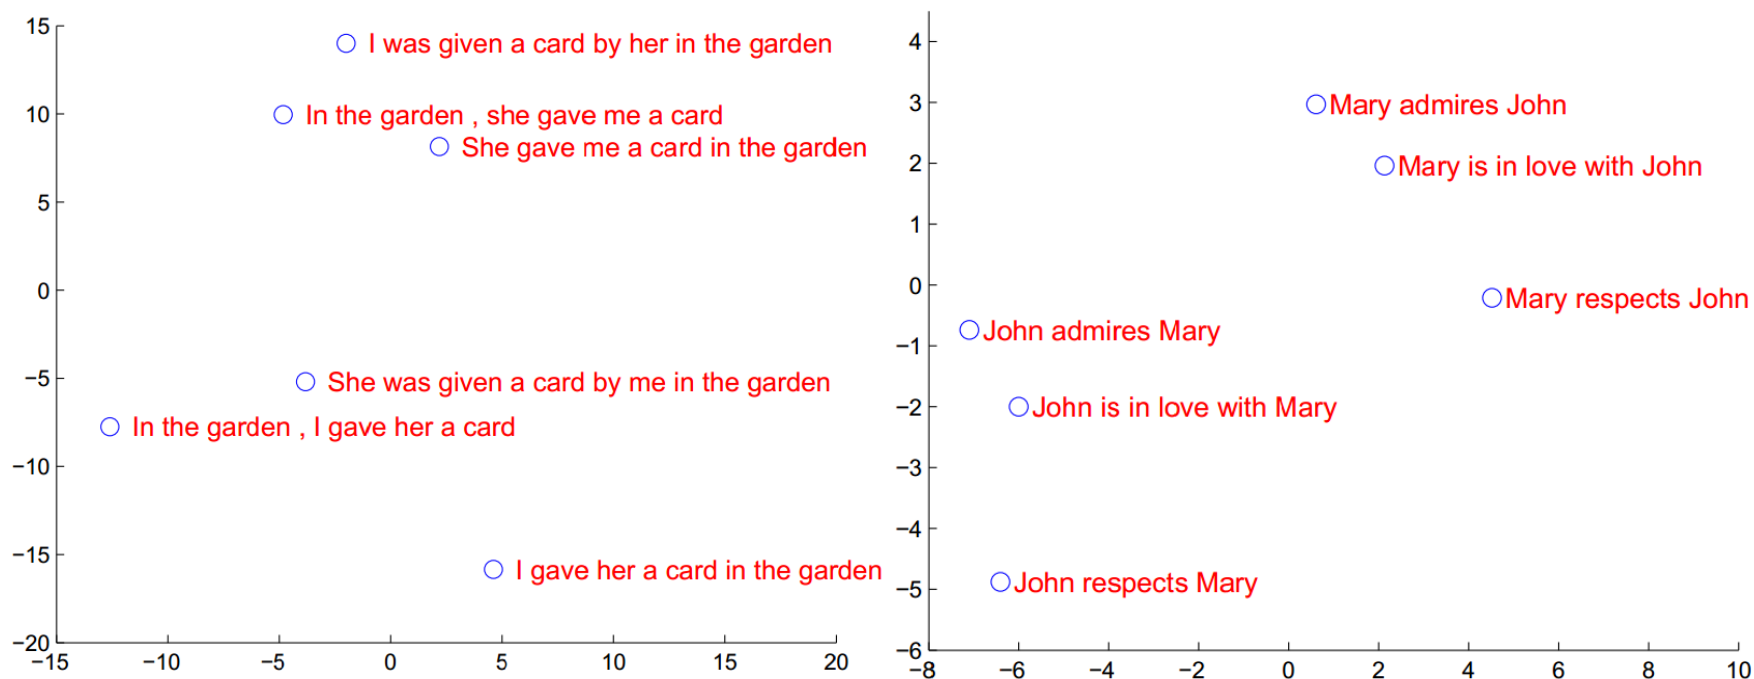 15
I was given a card by her in the garden
10
In the garden , she gave me a card
She gave me a card in the garden
5
0
−5
She was given a card by me in the garden
In the garden , I gave her a card
−10
−15
I gave her a card in the garden
−20
−15 −10 −5 0 5 10 15 20
4
3
Mary admires John
2
Mary is in love with John
1
0
Mary respects John
John admires Mary
−1
−2
John is in love with Mary
−3
−4
John respects Mary
−5
−6
−8 −6 −4 −2 0 2 4 6 8 10